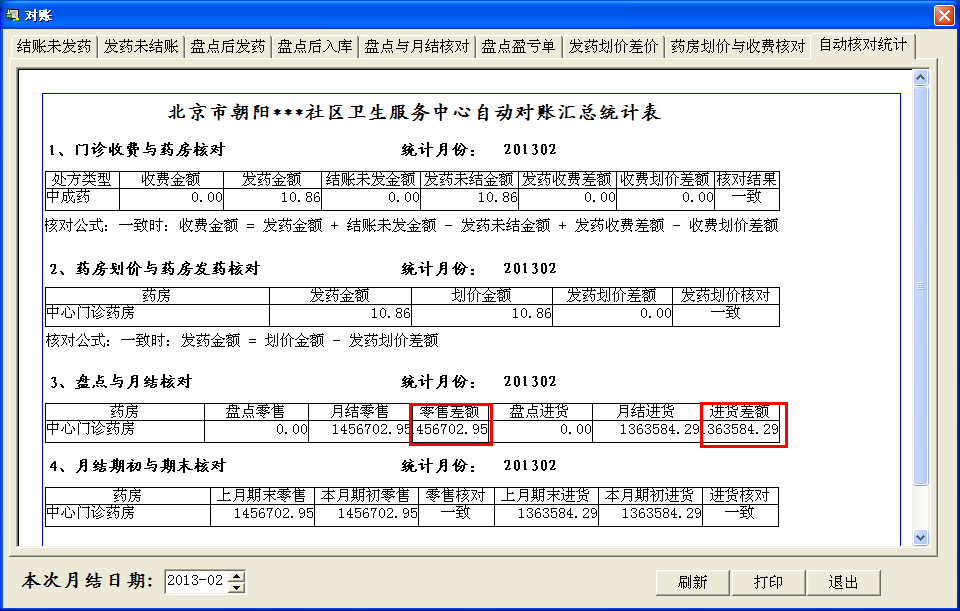 对账
结账未发药 发药未结账 盘点后发药 盘点后入库 盘点与月结核对 盘点盈亏单 发药划价差价 药房划价与收费核对 自动核对统计
北京市朝阳***社区卫生服务中心自动对账汇总统计表
1、门诊收费与药房核对 统计月份: 201302
处方类型 收费金额 发药金额 结账未发金额 发药未结金额 发药收费差额 收费划价差额 核对结果
中成药 0.00 10.86 0.00 10.86 0.00 0.00 一致
核对公式: 一致时: 收费金额 = 发药金额 + 结账未发金额 - 发药未结金额 + 发药收费差额 - 收费划价差额
2、药房划价与药房发药核对 统计月份: 201302
药房 发药金额 划价金额 发药划价差额 发药划价核对
中心门诊药房 10.86 10.86 0.00 一致
核对公式: 一致时: 发药金额 = 划价金额 - 发药划价差额
3、盘点与月结核对 统计月份: 201302
药房 盘点零售 月结零售 零售差额 盘点进货 月结进货 进货差额
中心门诊药房 0.00 1456702.95 456702.95 0.00 1363584.29 363584.29
4、月结期初与期末核对 统计月份: 201302
药房 上月期末零售 本月期初零售 零售核对 上月期末进货 本月期初进货 进货核对
中心门诊药房 1456702.95 1456702.95 一致 1363584.29 1363584.29 一致
本次月结日期: 2013-02 刷新 打印 退出